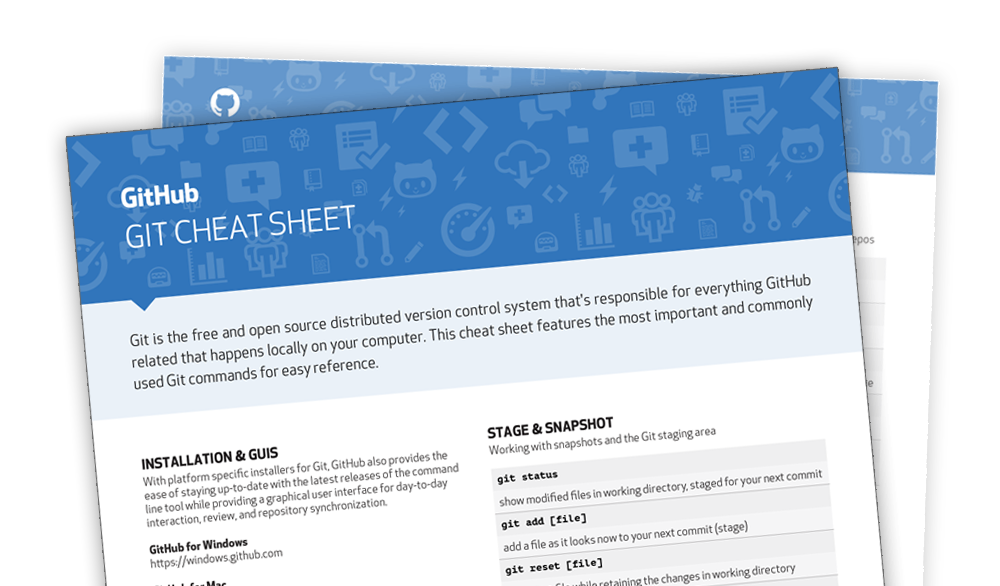 GitHub
GIT CHEAT SHEET
Git is the free and open source distributed version control system that's responsible for everything GitHub
related that happens locally on your computer. This cheat sheet features the most important and commonly
used Git commands for easy reference.
INSTALLATION & GUIS
With platform specific installers for Git, GitHub also provides the
ease of staying up-to-date with the latest releases of the command
line tool while providing a graphical user interface for day-to-day
interaction, review, and repository synchronization.
GitHub for Windows
https://windows.github.com
for Mac
STAGE & SNAPSHOT
Working with snapshots and the Git staging area
git status
show modified files in working directory, staged for your next commit
git add [file]
add a file as it looks now to your next commit (stage)
git reset [file]
file while retaining the changes in working directory